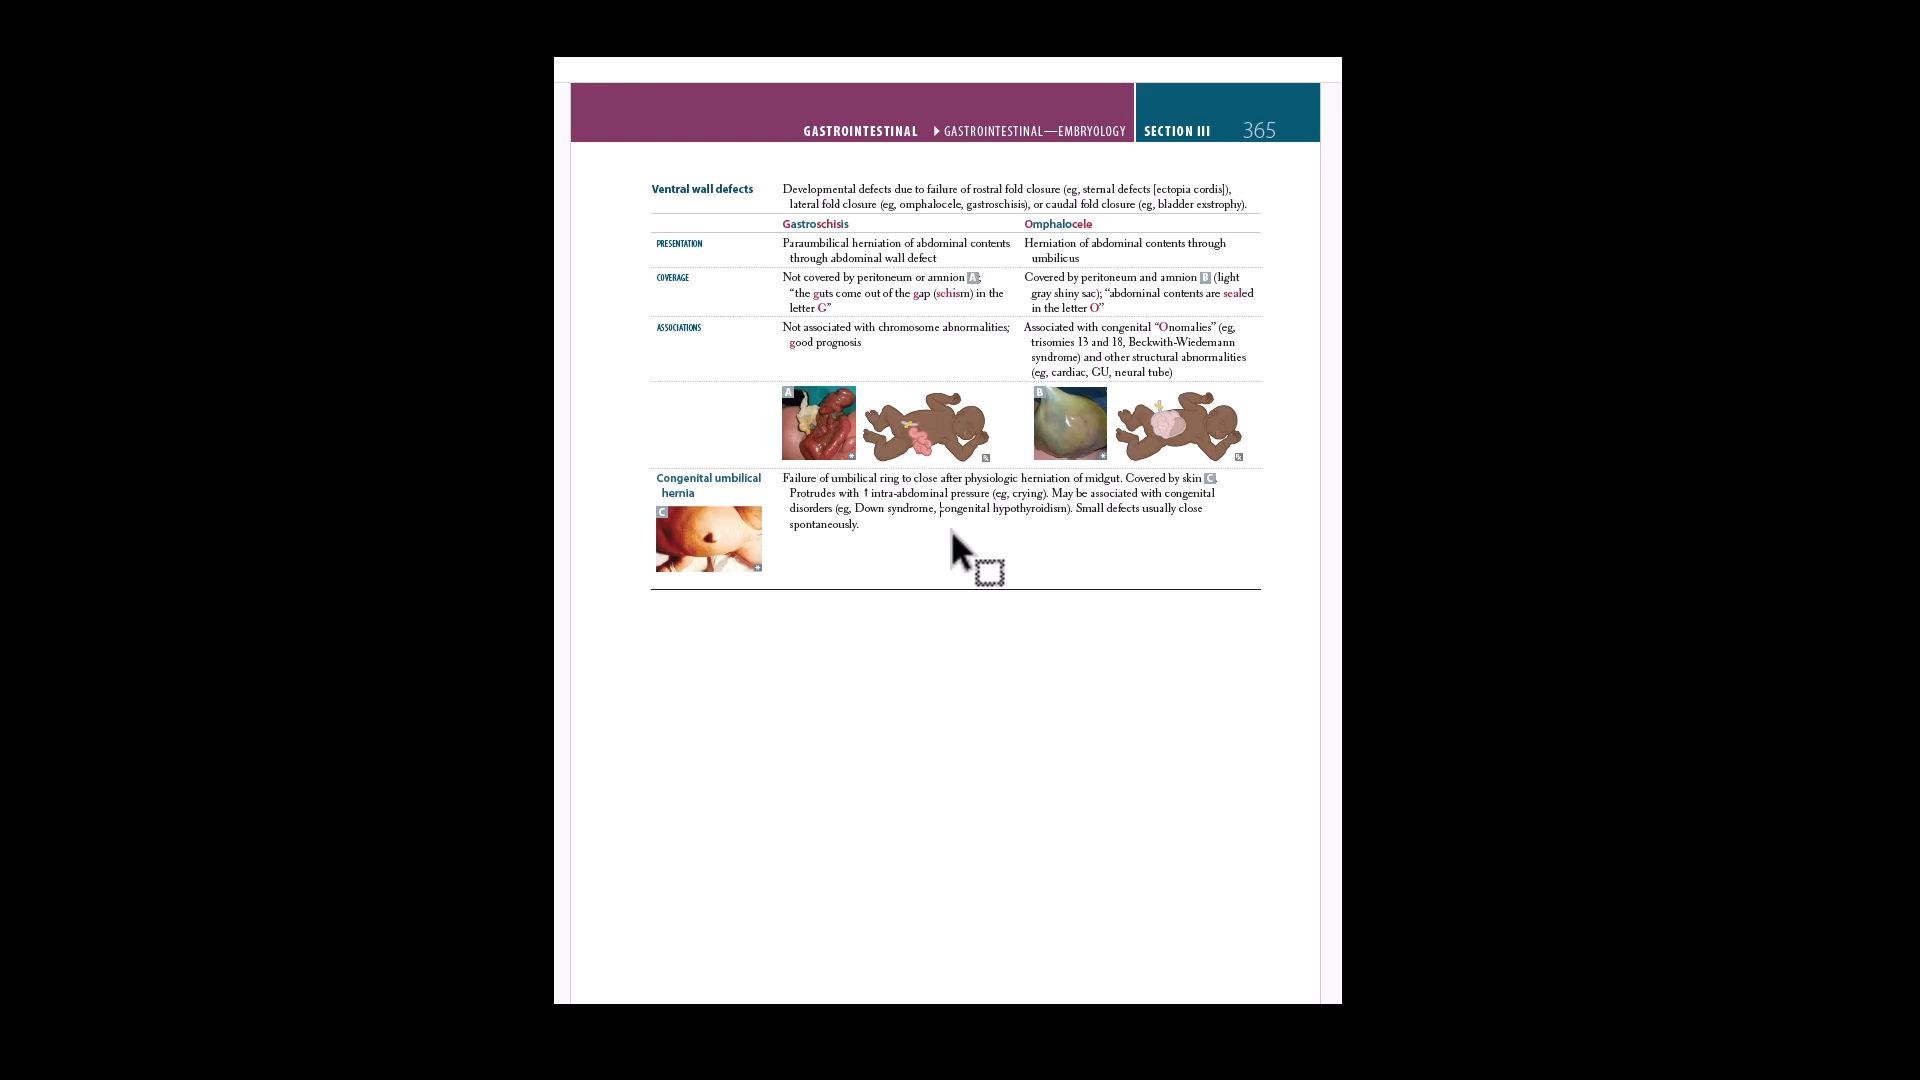 GASTROINTESTINAL ▶ GASTROINTESTINAL—EMBRYOLOGY SECTION III 365
Ventral wall defects
Developmental defects due to failure of rostral fold closure (eg, sternal defects [ectopia cordis]),
lateral fold closure (eg, omphalocele, gastroschisis), or caudal fold closure (eg, bladder exstrophy).
Gastroschisis
Omphalocele
PRESENTATION
Paraumbilical herniation of abdominal contents
through abdominal wall defect
Herniation of abdominal contents through
umbilicus
COVERAGE
Not covered by peritoneum or amnion A;
“the guts come out of the gap (schism) in the
letter G”
Covered by peritoneum and amnion B (light
gray shiny sac); “abdominal contents are sealed
in the letter O”
ASSOCIATIONS
Not associated with chromosome abnormalities;
good prognosis
Associated with congenital “Onomalies” (eg,
trisomies 13 and 18, Beckwith-Wiedemann
syndrome) and other structural abnormalities
(eg, cardiac, GU, neural tube)
A
Rx
B
Rx
Congenital umbilical
hernia
Failure of umbilical ring to close after physiologic herniation of midgut. Covered by skin C.
Protrudes with ↑ intra-abdominal pressure (eg, crying). May be associated with congenital
disorders (eg, Down syndrome, congenital hypothyroidism). Small defects usually close
spontaneously.
C